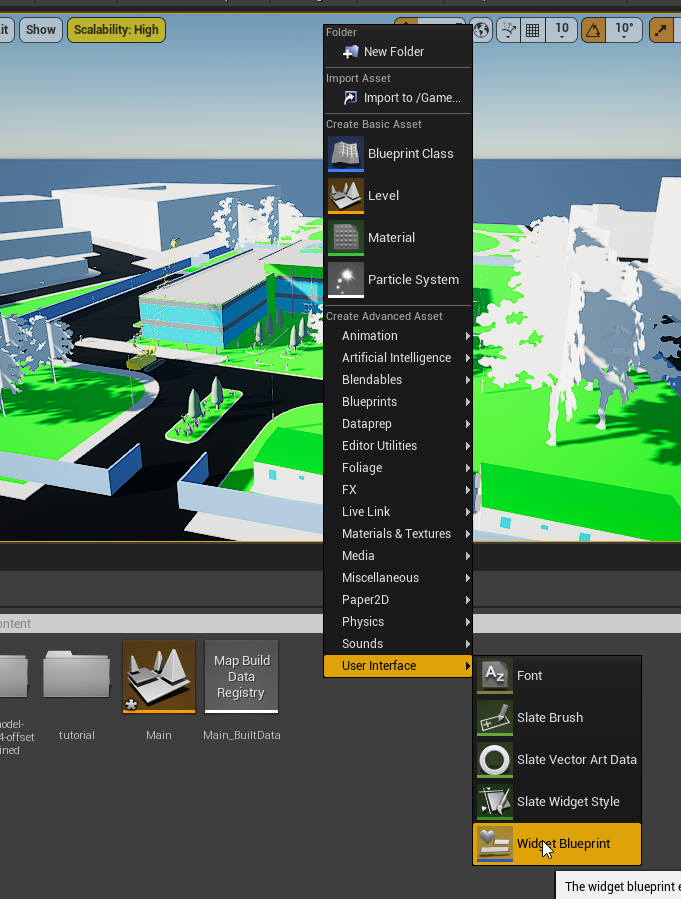 it
Show
Scalability: High
10
10°
Folder
New Folder
Import Asset
Import to /Game...
Create Basic Asset
Blueprint Class
Level
Material
Particle System
Create Advanced Asset
Animation
Artificial Intelligence
Blendables
Blueprints
Dataprep
Editor Utilities
Foliage
FX
Live Link
Materials & Textures
Media
Miscellaneous
Paper2D
Physics
Sounds
User Interface
Font
Slate Brush
Slate Vector Art Data
Slate Widget Style
Widget Blueprint
The widget blueprint e
ontent
odel-
4-offset
ined
tutorial
Main
Map Build
Data
Registry
Main_BuiltData